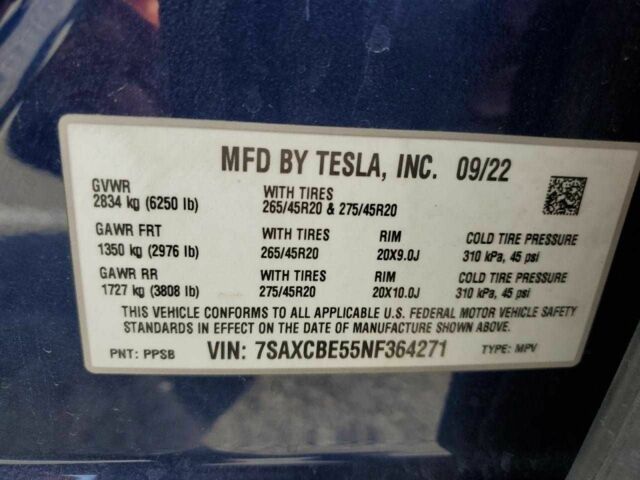 MFD BY TESLA, INC. 09/22
GVWR
2834 kg (6250 lb)
WITH TIRES
265/45R20 & 275/45R20
GAWR FRT
1350 kg (2976 lb)
WITH TIRES
265/45R20
RIM
20X9.0J
COLD TIRE PRESSURE
310 kPa, 45 psi
GAWR RR
1727 kg (3808 lb)
WITH TIRES
275/45R20
RIM
20X10.0J
COLD TIRE PRESSURE
310 kPa, 45 psi
THIS VEHICLE CONFORMS TO ALL APPLICABLE U.S. FEDERAL MOTOR VEHICLE SAFETY
STANDARDS IN EFFECT ON THE DATE OF MANUFACTURE SHOWN ABOVE.
PNT: PPSB VIN: 7SAXCBE55NF364271 TYPE: MPV